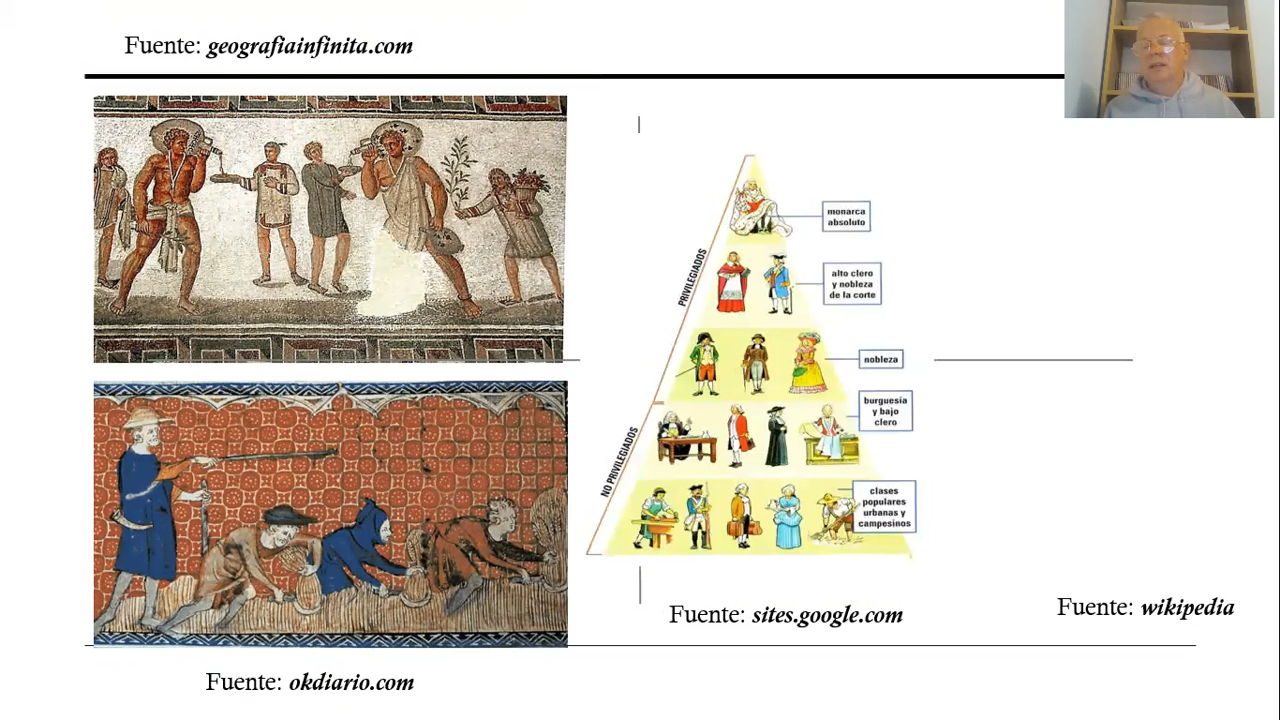 Fuente: geografiainfinita.com
PRIVILEGIADOS
monarca
absoluto
alto clero
y nobleza
de la corte
nobleza
NO PRIVILEGIADOS
burguesía
y bajo
clero
clases
populares
urbanas y
campesinos
Fuente: sites.google.com
Fuente: wikipedia
Fuente: okdiario.com